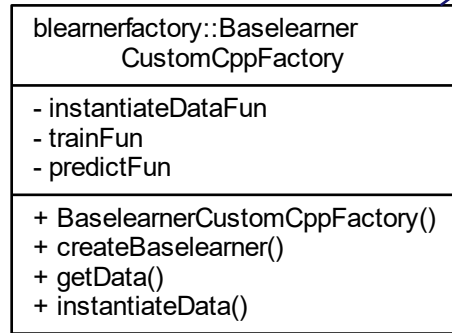 blearnerfactory::Baselearner
CustomCppFactory
- instantiateDataFun
- trainFun
- predictFun
+ BaselearnerCustomCppFactory()
+ createBaselearner()
+ getData()
+ instantiateData()